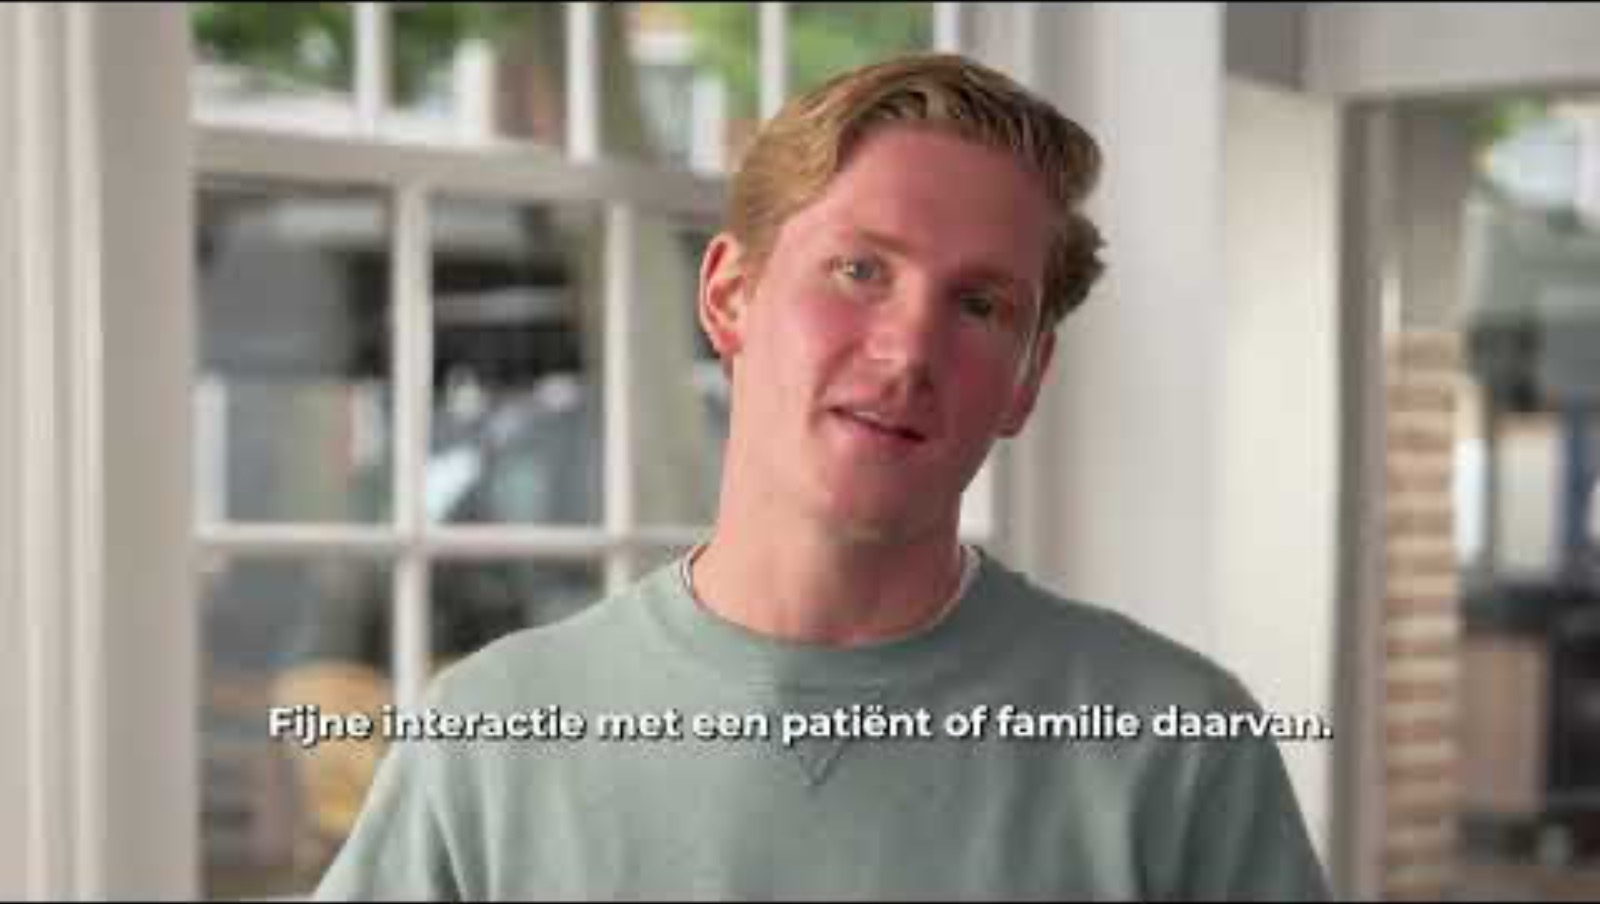 Fijne interactie met een patiënt of familie daarvan.